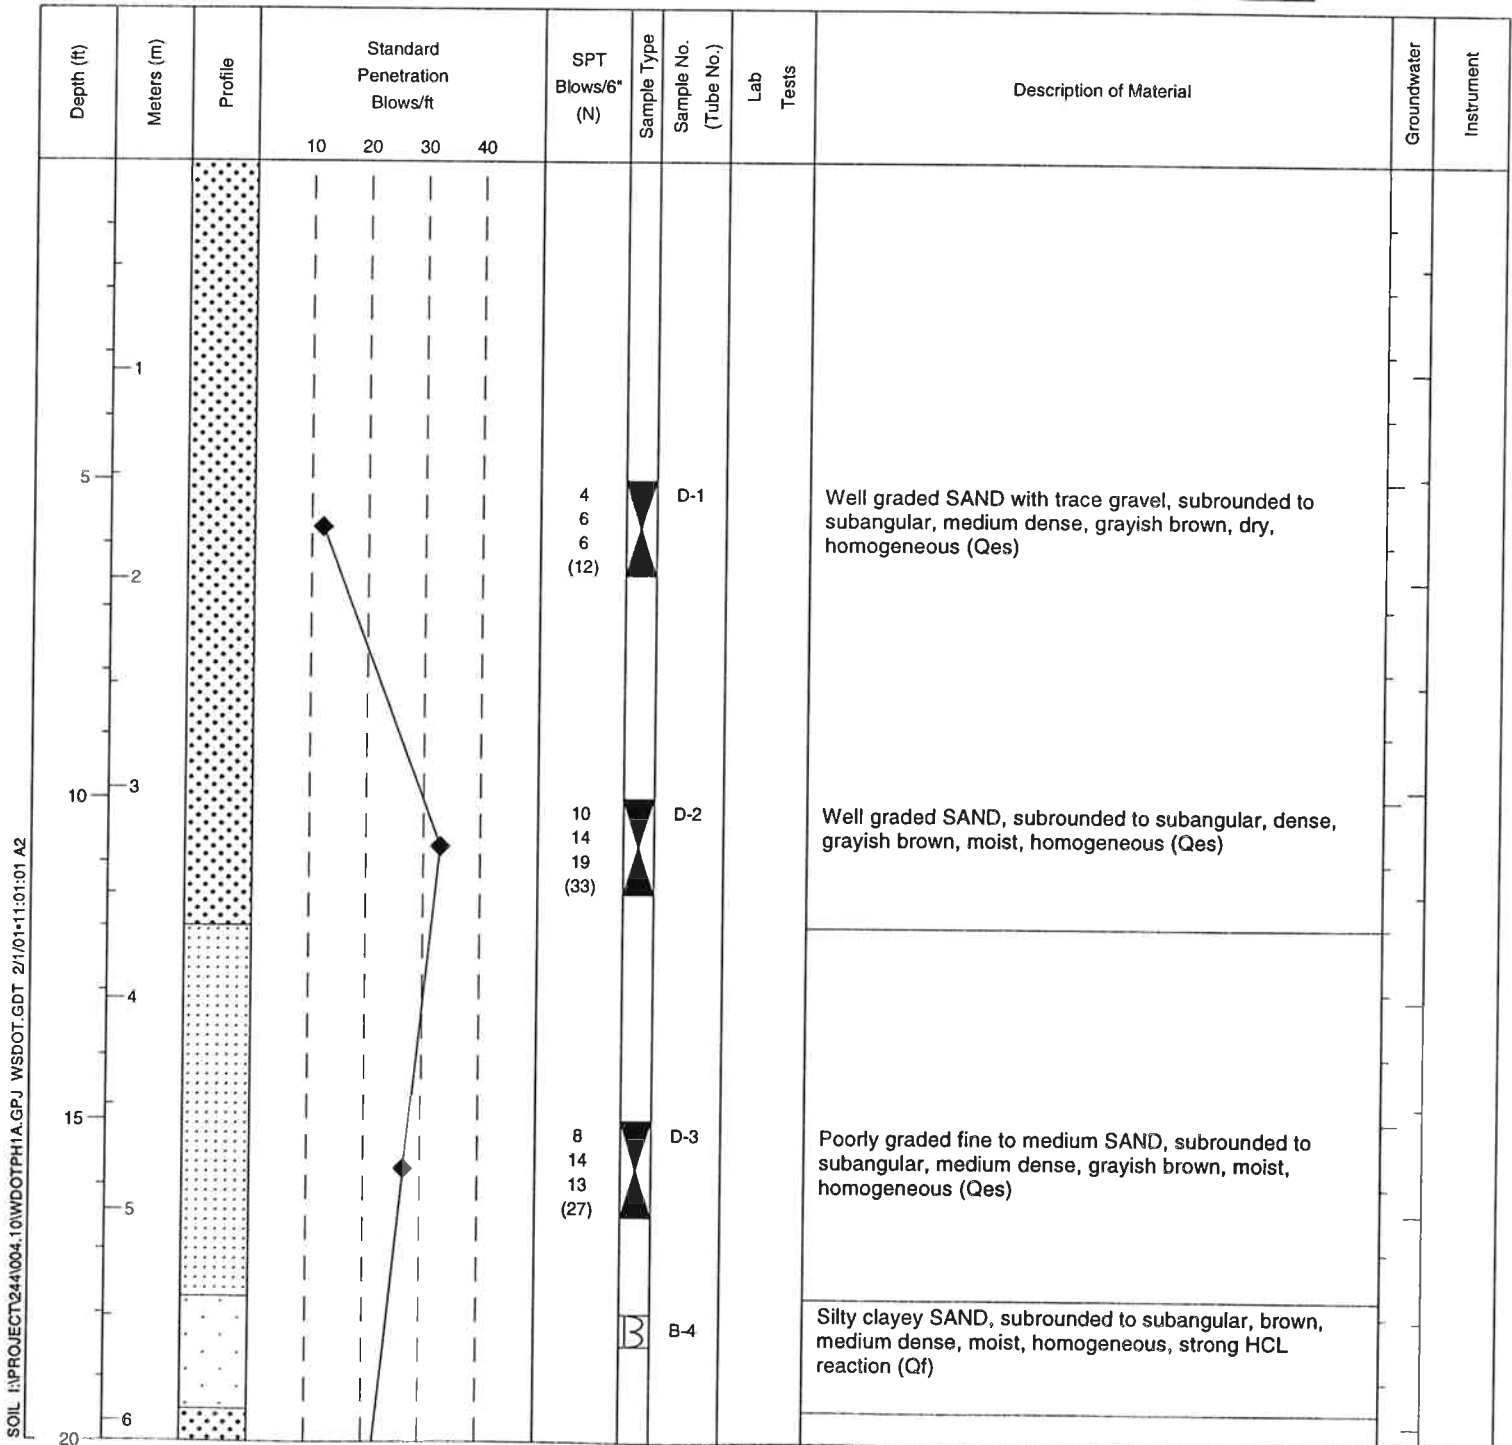 Depth (ft)
Meters (m)
Profile
Standard
Penetration
Blows/ft
10 20 30 40
SPT
Blows/6"
(N)
Sample Type
Sample No.
(Tube No.)
Lab
Tests
Description of Material
Groundwater
Instrument
1
5
4
6
6
(12)
D-1
Well graded SAND with trace gravel, subrounded to
subangular, medium dense, grayish brown, dry,
homogeneous (Qes)
2
3
10
10
14
19
(33)
D-2
Well graded SAND, subrounded to subangular, dense,
grayish brown, moist, homogeneous (Qes)
4
15
8
14
13
(27)
D-3
Poorly graded fine to medium SAND, subrounded to
subangular, medium dense, grayish brown, moist,
homogeneous (Qes)
5
B-4
Silty clayey SAND, subrounded to subangular, brown,
medium dense, moist, homogeneous, strong HCL
reaction (Qf)
6
20
SOIL I:\PROJECT\244\004.10\WDOTPH1A.GPJ WSDOT.GDT 2/1/01•11:01:01 A2